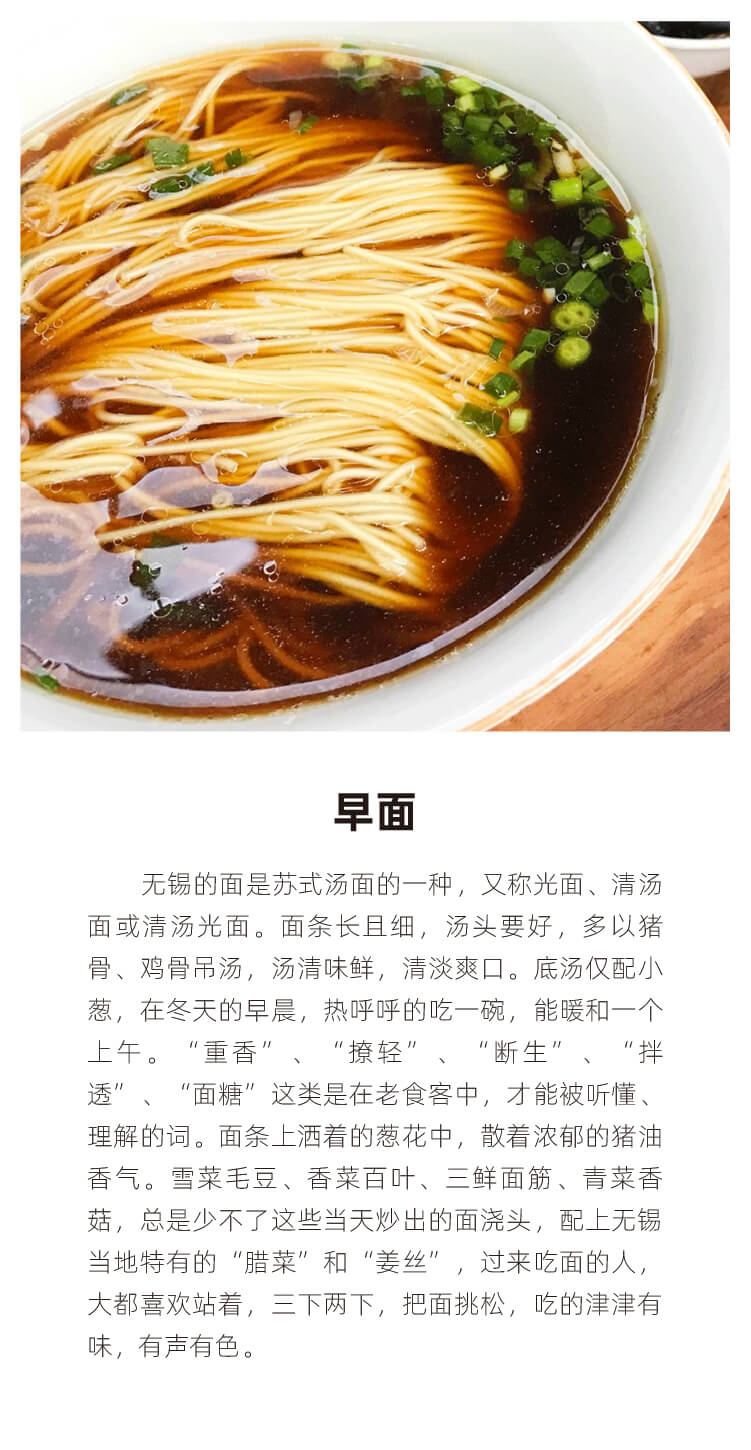 早面
无锡的面是苏式汤面的一种，又称光面、清汤
面或清汤光面。面条长且细，汤头要好，多以猪
骨、鸡骨吊汤，汤清味鲜，清淡爽口。底汤仅配小
葱，在冬天的早晨，热呼呼的吃一碗，能暖和一个
上午。“重香”、“撩轻”、“断生”、“拌
透”、“面糖”这类是在老食客中，才能被听懂、
理解的词。面条上洒着的葱花中，散着浓郁的猪油
香气。雪菜毛豆、香菜百叶、三鲜面筋、青菜香
菇，总是少不了这些当天炒出的面浇头，配上无锡
当地特有的“腊菜”和“姜丝”，过来吃面的人，
大都喜欢站着，三下两下，把面挑松，吃的津津有
味，有声有色。